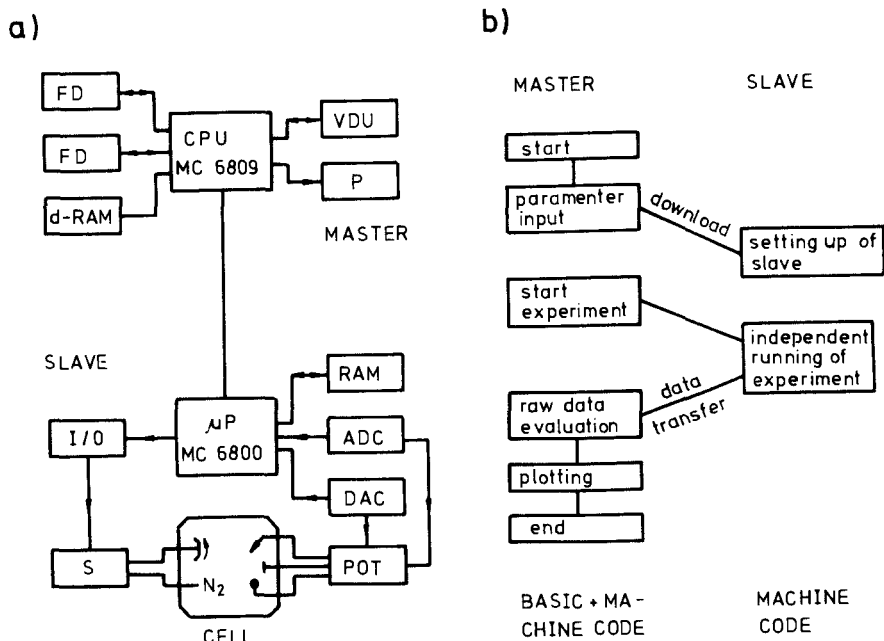 a)
FD
FD
d-RAM
CPU
MC 6809
VDU
P
MASTER
SLAVE
I/O
μP
MC 6800
RAM
ADC
DAC
S
N2
POT
CELL
b)
MASTER
SLAVE
start
paramenter
input
download
setting up of
slave
start
experiment
independent
running of
experiment
data
transfer
raw data
evaluation
plotting
end
BASIC + MA-
CHINE CODE
MACHINE
CODE